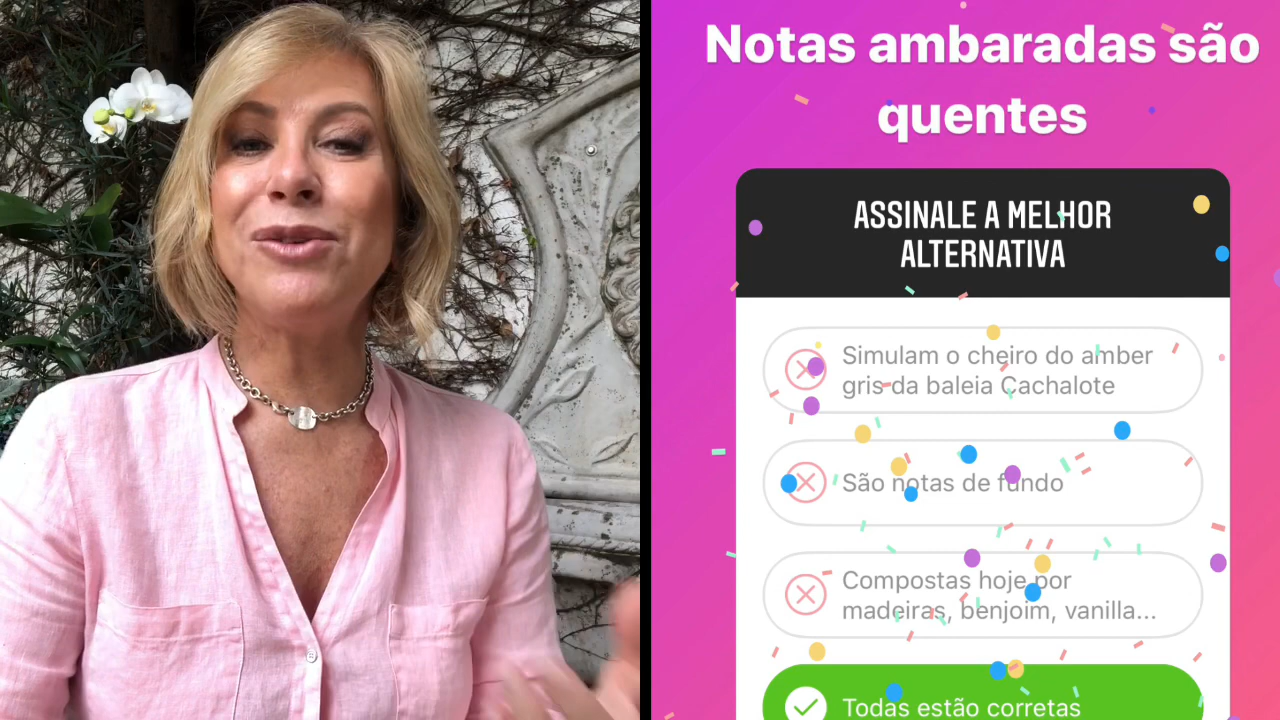 Notas ambaradas são
quentes
ASSINALE A MELHOR
ALTERNATIVA
Simulam o cheiro do amber
gris da baleia Cachalote
São notas de fundo
Compostas hoje por
madeiras, benjoim, vanilla...
Todas estão corretas